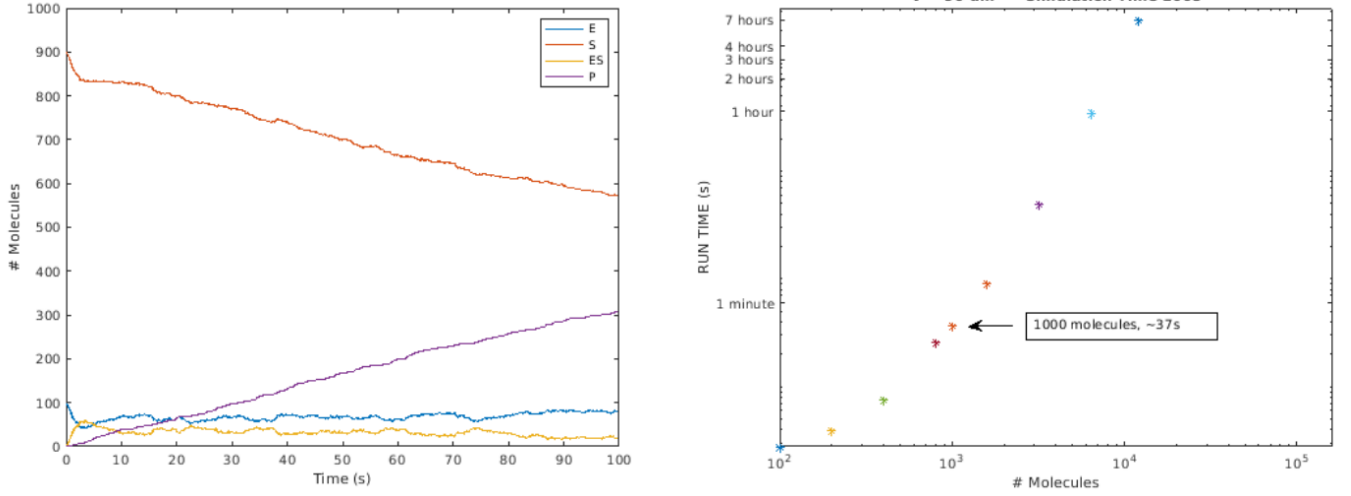 1000
900
800
700
600
500
400
300
200
100
0
# Molecules
0 10 20 30 40 50 60 70 80 90 100
Time (s)
E
S
ES
P
7 hours
4 hours
3 hours
2 hours
1 hour
1 minute
RUN TIME (s)
1000 molecules, ~37s
10² 10³ 10⁴ 10⁵
# Molecules